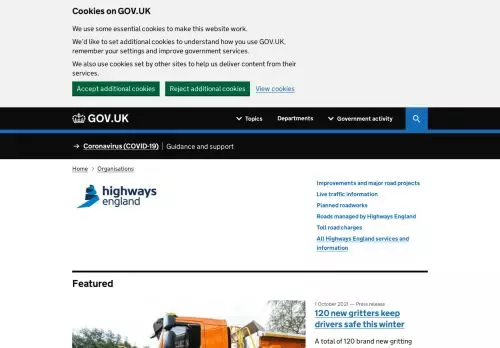 Cookies on GOV.UK
We use some essential cookies to make this website work.
We'd like to set additional cookies to understand how you use GOV.UK,
remember your settings and improve government services.
We also use cookies set by other sites to help us deliver content from their
services.
Accept additional cookies
Reject additional cookies
View cookies
GOV.UK
Topics
Departments
Government activity
Coronavirus (COVID-19)
Guidance and support
Home
Organisations
highways
england
Improvements and major road projects
Live traffic information
Planned roadworks
Roads managed by Highways England
Toll road charges
All Highways England services and
information
Featured
1 October 2021 — Press release
120 new gritters keep
drivers safe this winter
A total of 120 brand new gritting